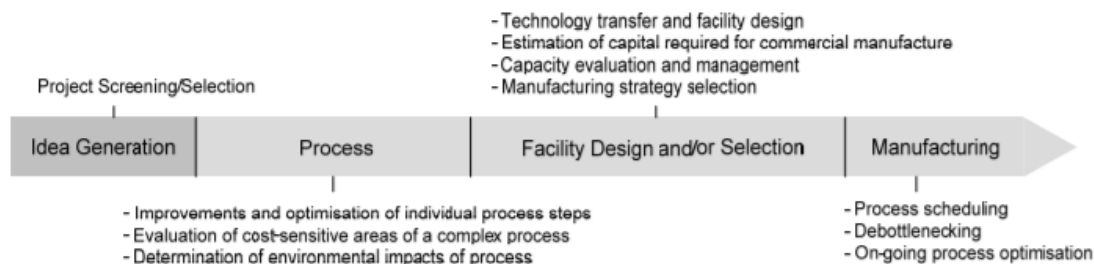 - Technology transfer and facility design
- Estimation of capital required for commercial manufacture
- Capacity evaluation and management
- Manufacturing strategy selection
Project Screening/Selection
Idea Generation
Process
Facility Design and/or Selection
Manufacturing
- Improvements and optimisation of individual process steps
- Evaluation of cost-sensitive areas of a complex process
- Determination of environmental impacts of process
- Process scheduling
- Debottlenecking
- On-going process optimisation